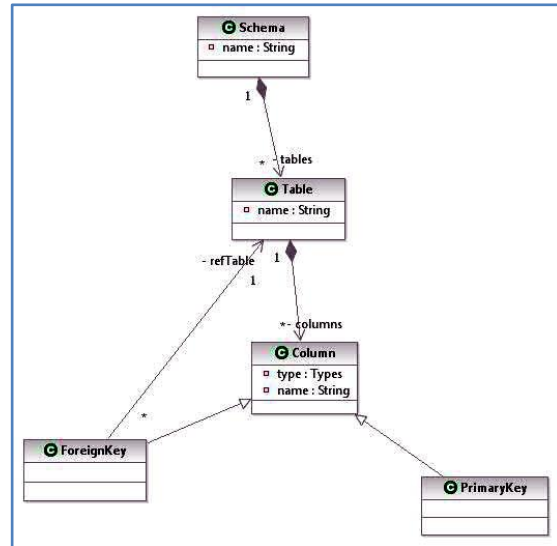 C Schema
name : String
1
* - tables
C Table
name : String
- refTable
1
1
* - columns
C Column
type : Types
name : String
*
C ForeignKey
C PrimaryKey